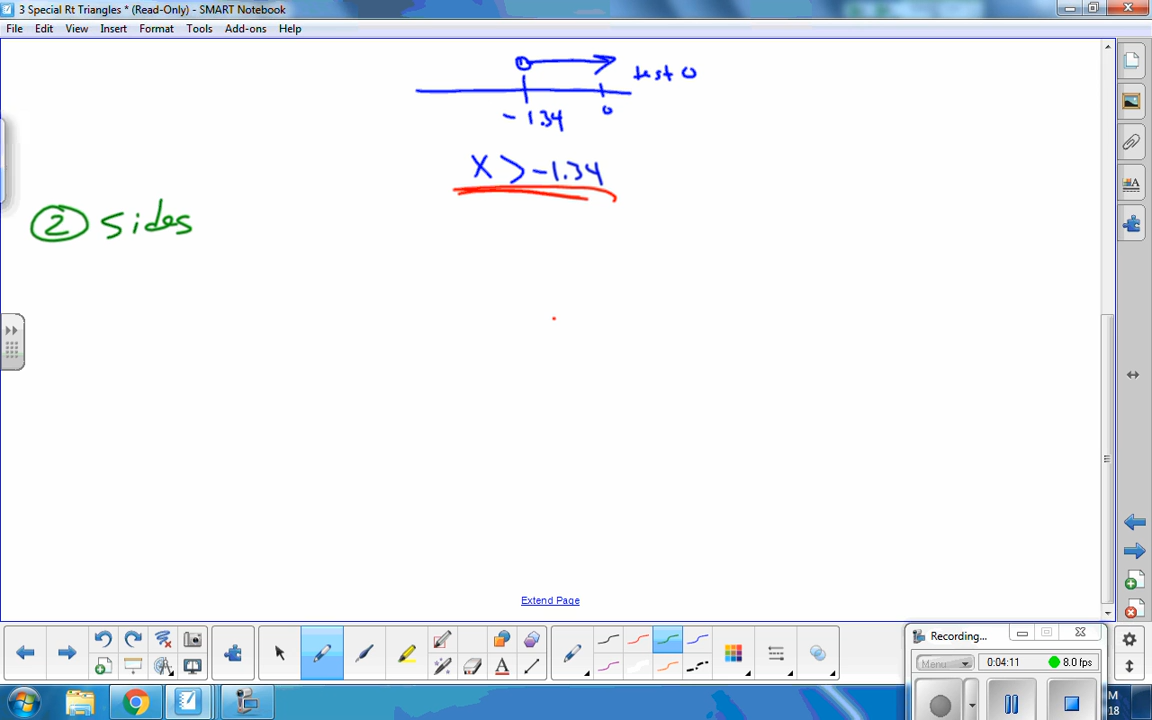 3 Special Rt Triangles * (Read-Only) - SMART Notebook
File Edit View Insert Format Tools Add-ons Help
test 0
-1.34 0
X > -1.34
② Sides
Extend Page
Recording...
Menu 0:04:11 8.0 fps
M
18